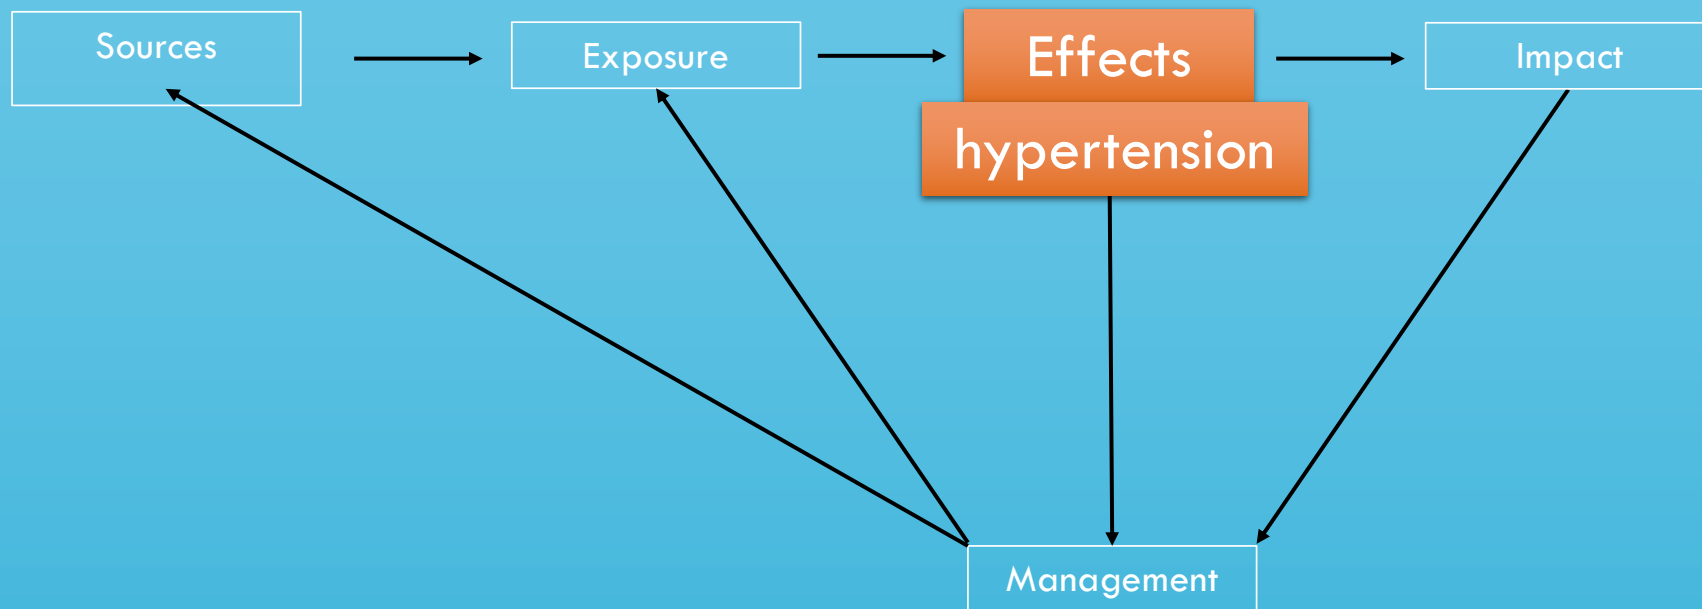 Sources
Exposure
Effects
Impact
hypertension
Management